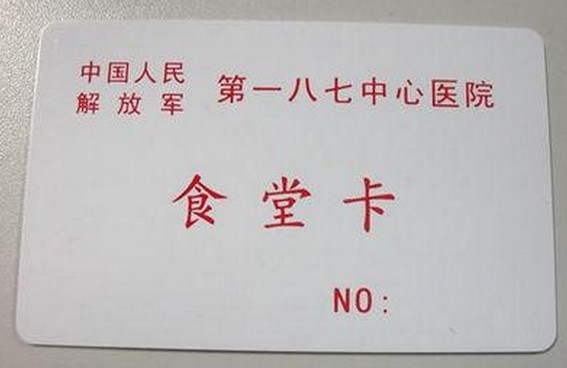 中国人民
解放军 第一八七中心医院
食堂卡
NO: